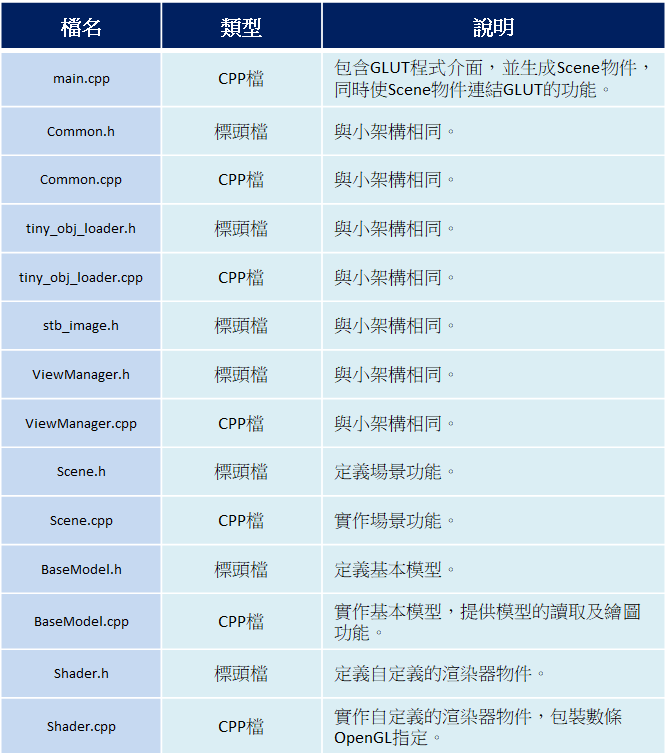 檔名 類型 說明
main.cpp CPP檔 包含GLUT程式介面，並生成Scene物件，
同時使Scene物件連結GLUT的功能。
Common.h 標頭檔 與小架構相同。
Common.cpp CPP檔 與小架構相同。
tiny_obj_loader.h 標頭檔 與小架構相同。
tiny_obj_loader.cpp CPP檔 與小架構相同。
stb_image.h 標頭檔 與小架構相同。
ViewManager.h 標頭檔 與小架構相同。
ViewManager.cpp CPP檔 與小架構相同。
Scene.h 標頭檔 定義場景功能。
Scene.cpp CPP檔 實作場景功能。
BaseModel.h 標頭檔 定義基本模型。
BaseModel.cpp CPP檔 實作基本模型，提供模型的讀取及繪圖
功能。
Shader.h 標頭檔 定義自定義的渲染器物件。
Shader.cpp CPP檔 實作自定義的渲染器物件，包裝數條
OpenGL指定。